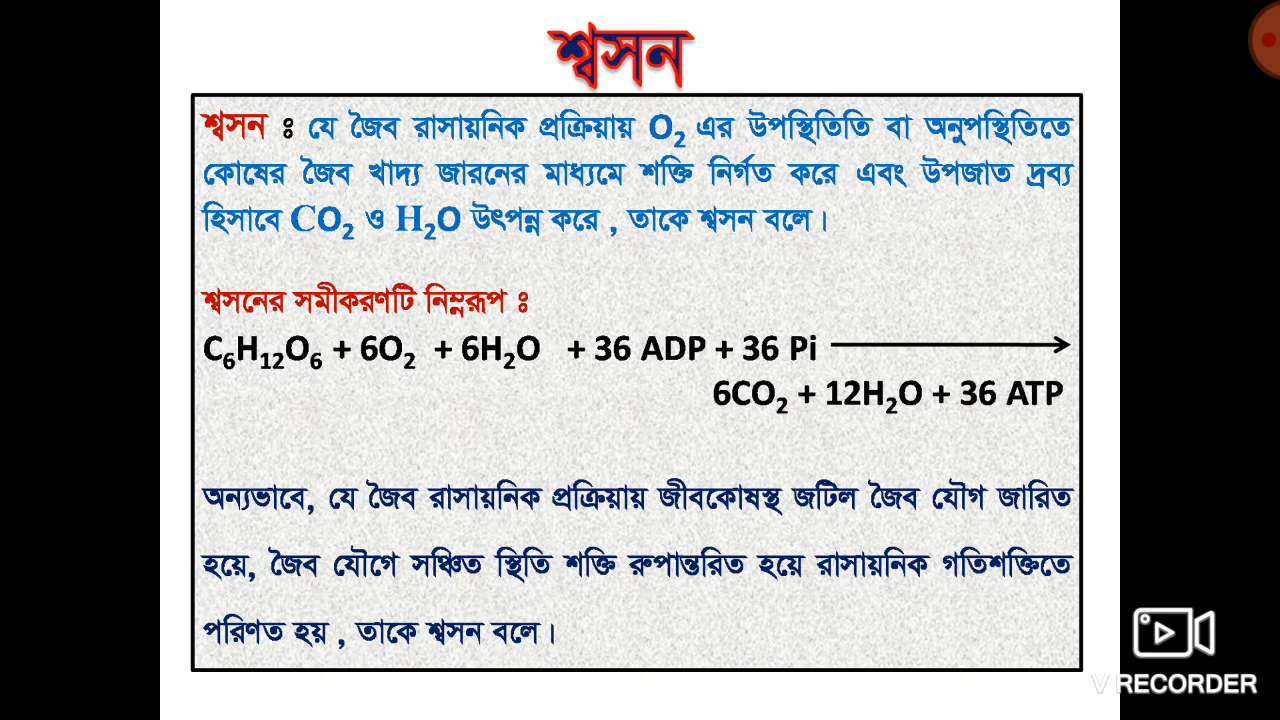 শ্বসন
শ্বসন ঃ যে জৈব রাসায়নিক প্রক্রিয়ায় O₂ এর উপস্থিতিতি বা অনুপস্থিতিতে
কোষের জৈব খাদ্য জারনের মাধ্যমে শক্তি নির্গত করে এবং উপজাত দ্রব্য
হিসাবে CO₂ ও H₂O উৎপন্ন করে , তাকে শ্বসন বলে।
শ্বসনের সমীকরণটি নিম্নরূপ ঃ
C₆H₁₂O₆ + 6O₂ + 6H₂O + 36 ADP + 36 Pi ⟶
6CO₂ + 12H₂O + 36 ATP
অন্যভাবে, যে জৈব রাসায়নিক প্রক্রিয়ায় জীবকোষস্থ জটিল জৈব যৌগ জারিত
হয়ে, জৈব যৌগে সঞ্চিত স্থিতি শক্তি রুপান্তরিত হয়ে রাসায়নিক গতিশক্তিতে
পরিণত হয় , তাকে শ্বসন বলে।
V RECORDER